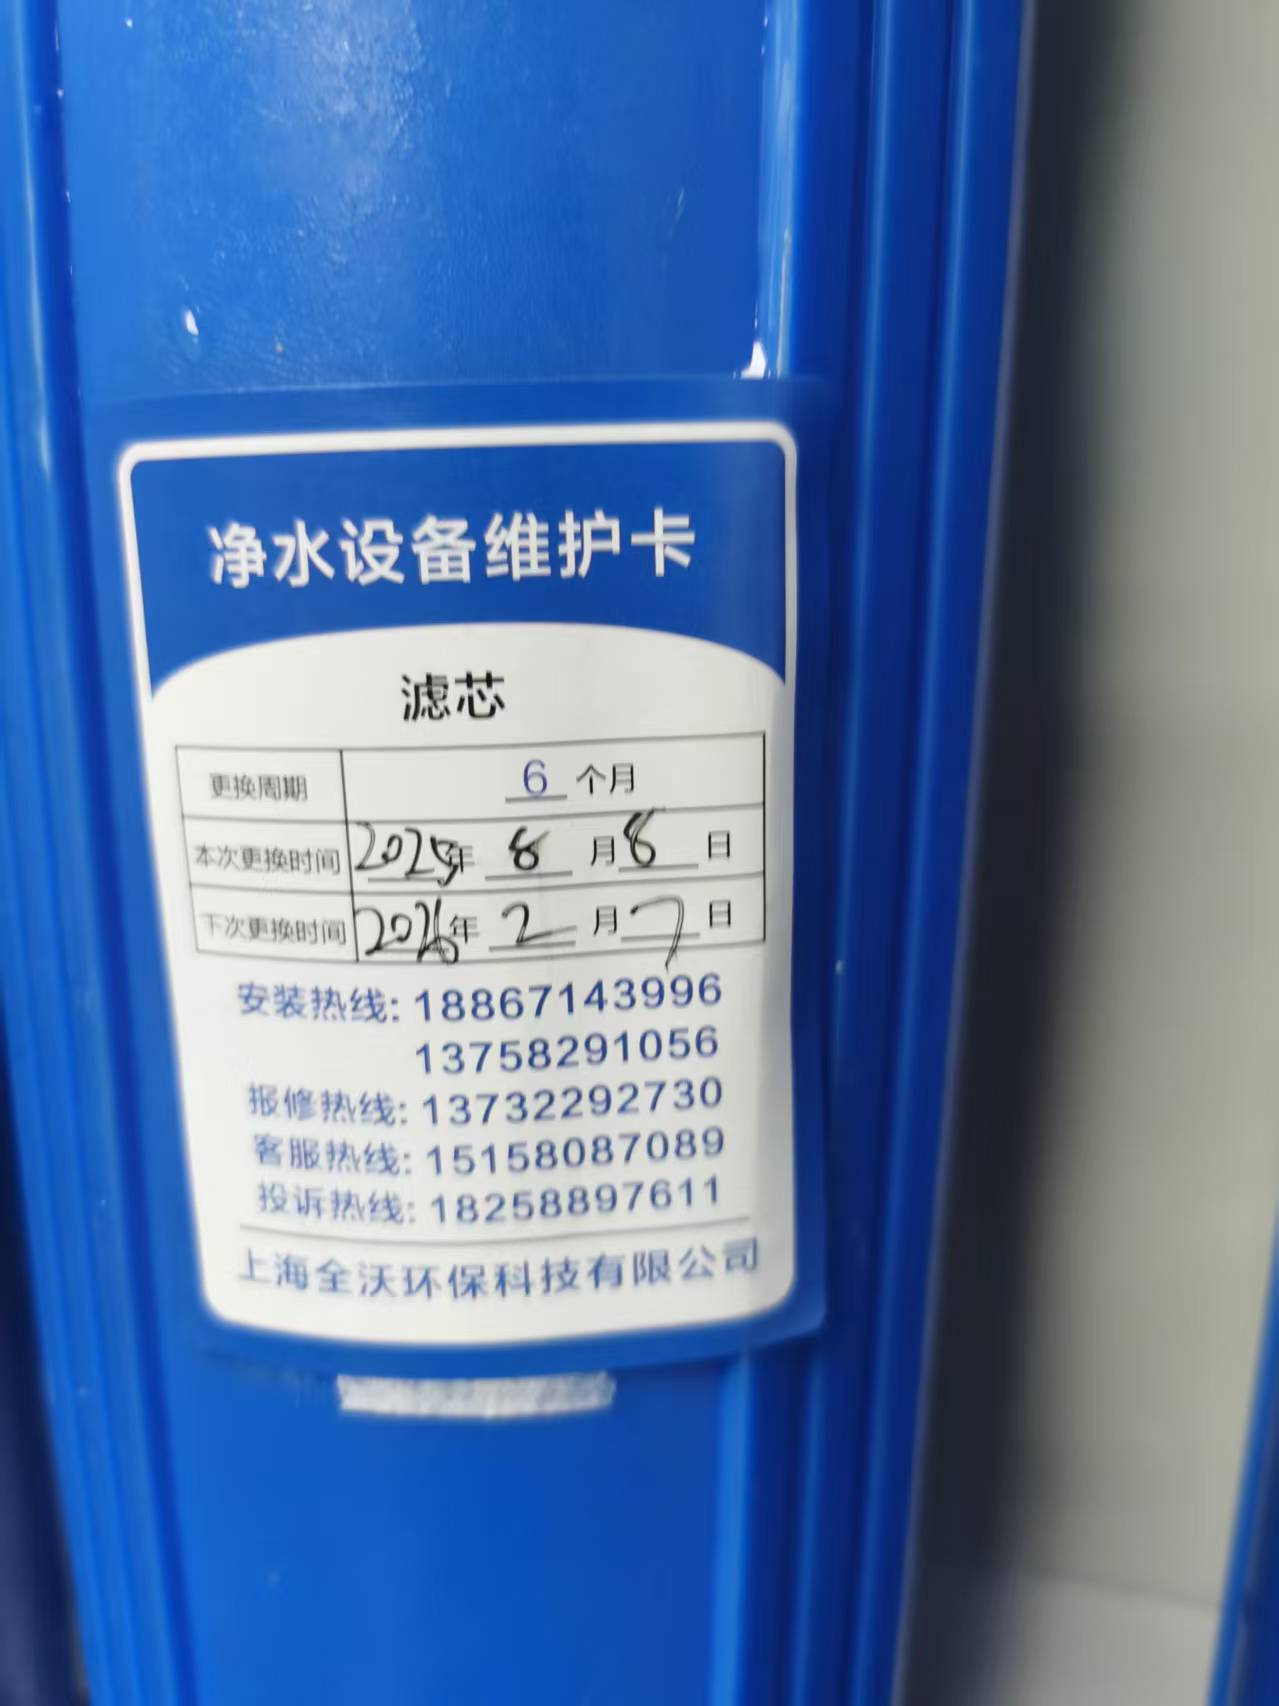 净水设备维护卡
滤芯
更换周期 6 个月
本次更换时间 2025年 8 月 8 日
下次更换时间 2026年 2 月 7 日
安装热线: 18867143996
13758291056
报修热线: 13732292730
客服热线: 15158087089
投诉热线: 18258897611
上海全沃环保科技有限公司